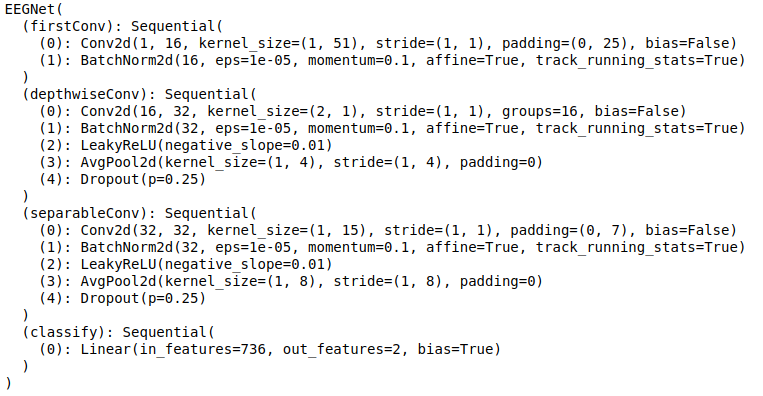 EEGNet(
  (firstConv): Sequential(
    (0): Conv2d(1, 16, kernel_size=(1, 51), stride=(1, 1), padding=(0, 25), bias=False)
    (1): BatchNorm2d(16, eps=1e-05, momentum=0.1, affine=True, track_running_stats=True)
  )
  (depthwiseConv): Sequential(
    (0): Conv2d(16, 32, kernel_size=(2, 1), stride=(1, 1), groups=16, bias=False)
    (1): BatchNorm2d(32, eps=1e-05, momentum=0.1, affine=True, track_running_stats=True)
    (2): LeakyReLU(negative_slope=0.01)
    (3): AvgPool2d(kernel_size=(1, 4), stride=(1, 4), padding=0)
    (4): Dropout(p=0.25)
  )
  (separableConv): Sequential(
    (0): Conv2d(32, 32, kernel_size=(1, 15), stride=(1, 1), padding=(0, 7), bias=False)
    (1): BatchNorm2d(32, eps=1e-05, momentum=0.1, affine=True, track_running_stats=True)
    (2): LeakyReLU(negative_slope=0.01)
    (3): AvgPool2d(kernel_size=(1, 8), stride=(1, 8), padding=0)
    (4): Dropout(p=0.25)
  )
  (classify): Sequential(
    (0): Linear(in_features=736, out_features=2, bias=True)
  )
)